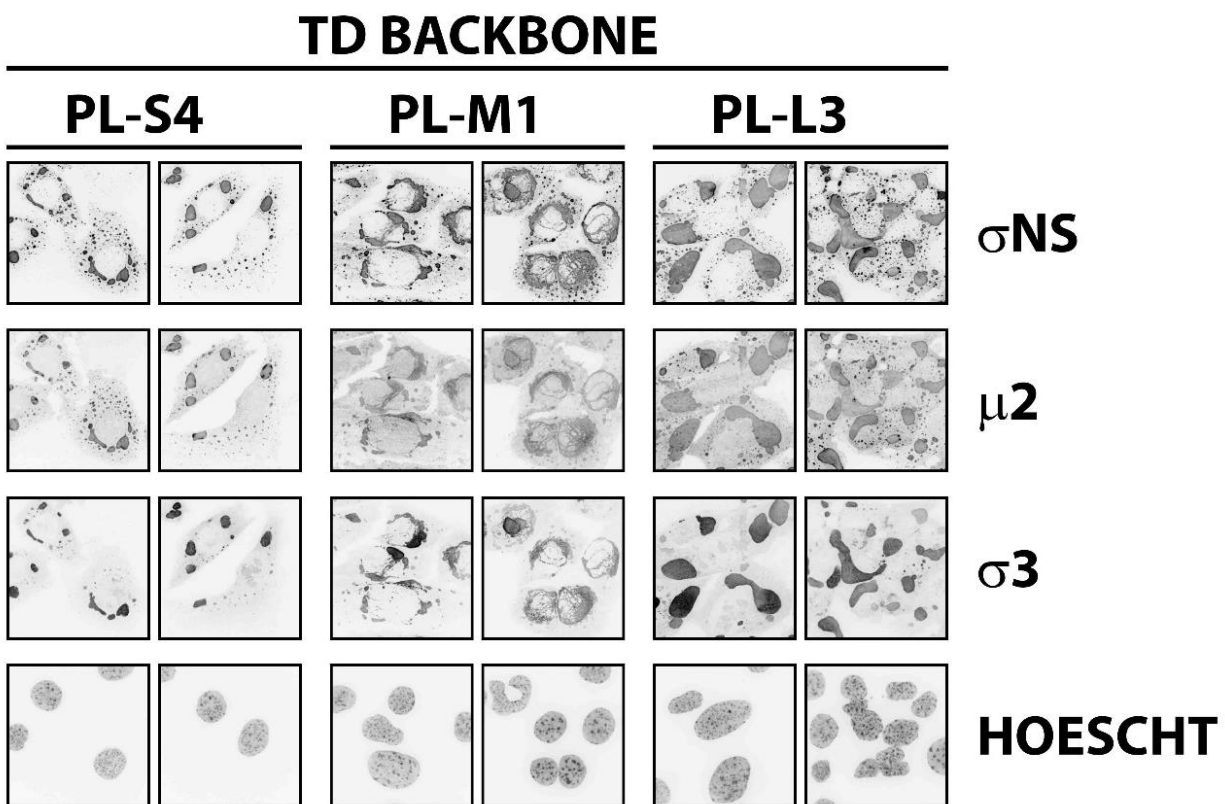 TD BACKBONE
PL-S4 PL-M1 PL-L3
σNS
μ2
σ3
HOESCHT